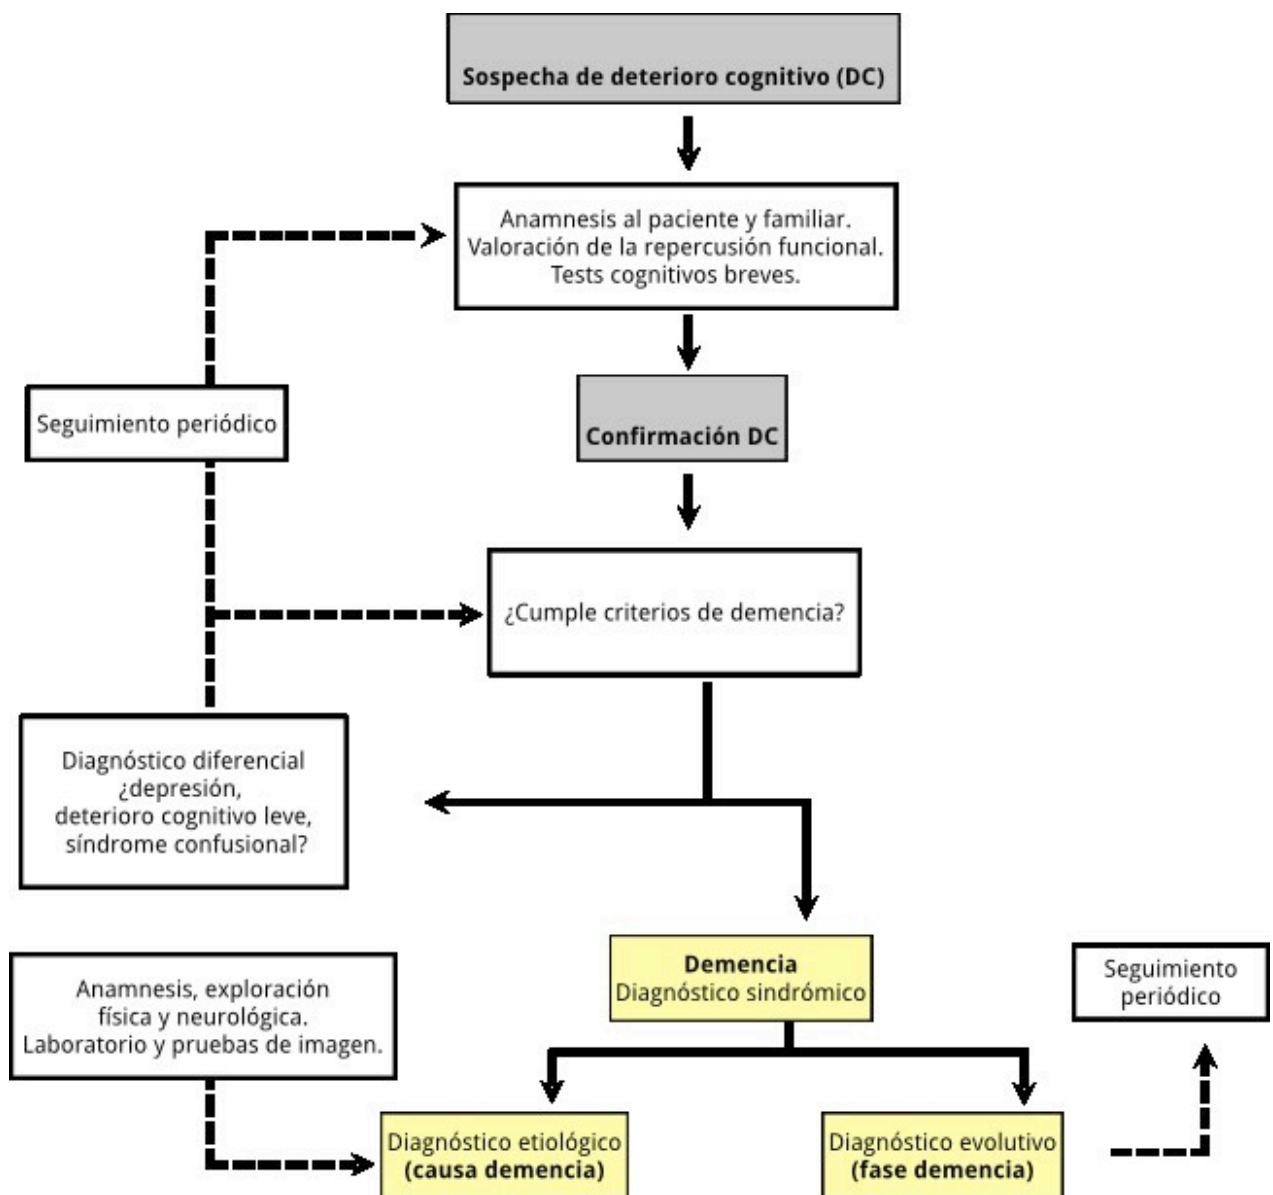 Sospecha de deterioro cognitivo (DC)
Anamnesis al paciente y familiar.
Valoración de la repercusión funcional.
Tests cognitivos breves.
Seguimiento periódico
Confirmación DC
¿Cumple criterios de demencia?
Diagnóstico diferencial
¿depresión,
deterioro cognitivo leve,
síndrome confusional?
Anamnesis, exploración
física y neurológica.
Laboratorio y pruebas de imagen.
Demencia
Diagnóstico sindrómico
Seguimiento
periódico
Diagnóstico etiológico
(causa demencia)
Diagnóstico evolutivo
(fase demencia)